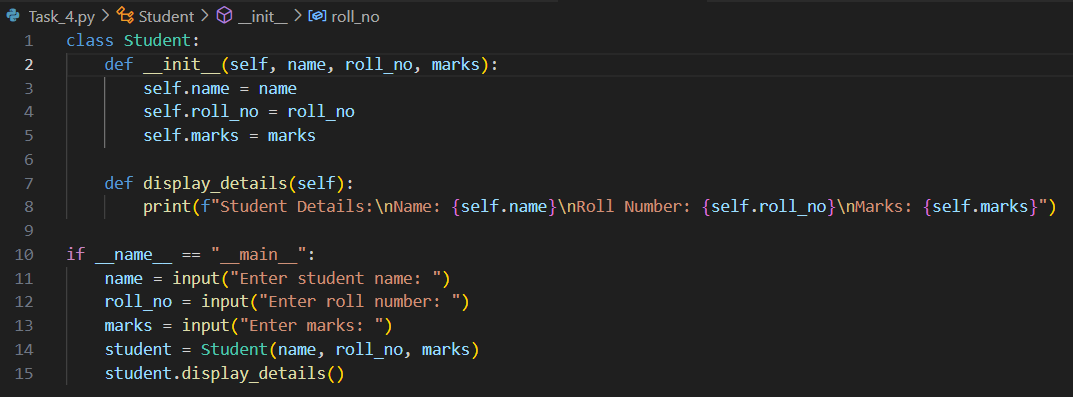 Task_4.py > Student > __init__ > roll_no
1 class Student:
2     def __init__(self, name, roll_no, marks):
3         self.name = name
4         self.roll_no = roll_no
5         self.marks = marks
6
7     def display_details(self):
8         print(f"Student Details:\nName: {self.name}\nRoll Number: {self.roll_no}\nMarks: {self.marks}")
9
10 if __name__ == "__main__":
11     name = input("Enter student name: ")
12     roll_no = input("Enter roll number: ")
13     marks = input("Enter marks: ")
14     student = Student(name, roll_no, marks)
15     student.display_details()